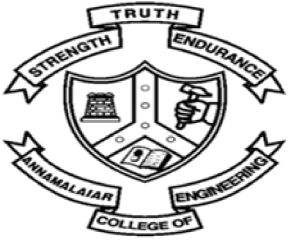 TRUTH
STRENGTH
ENDURANCE
ANNAMALAIAR
COLLEGE OF
ENGINEERING